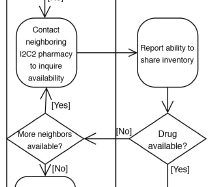 [No]
Contact
neighboring
I2C2 pharmacy
to inquire
availability
Report ability to
share inventory
[Yes]
More neighbors
available?
[No]
Drug
available?
[No]
[Yes]